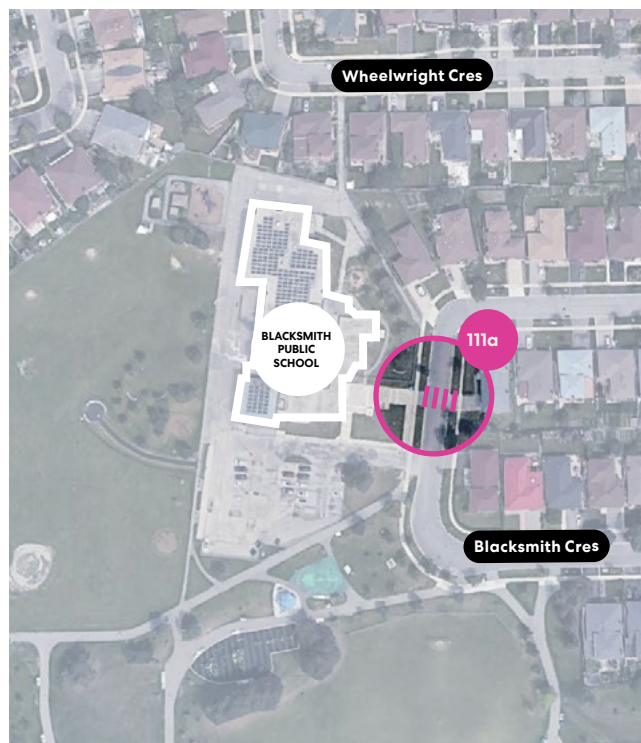 Wheelwright Cres
BLACKSMITH
PUBLIC
SCHOOL
111a
Blacksmith Cres